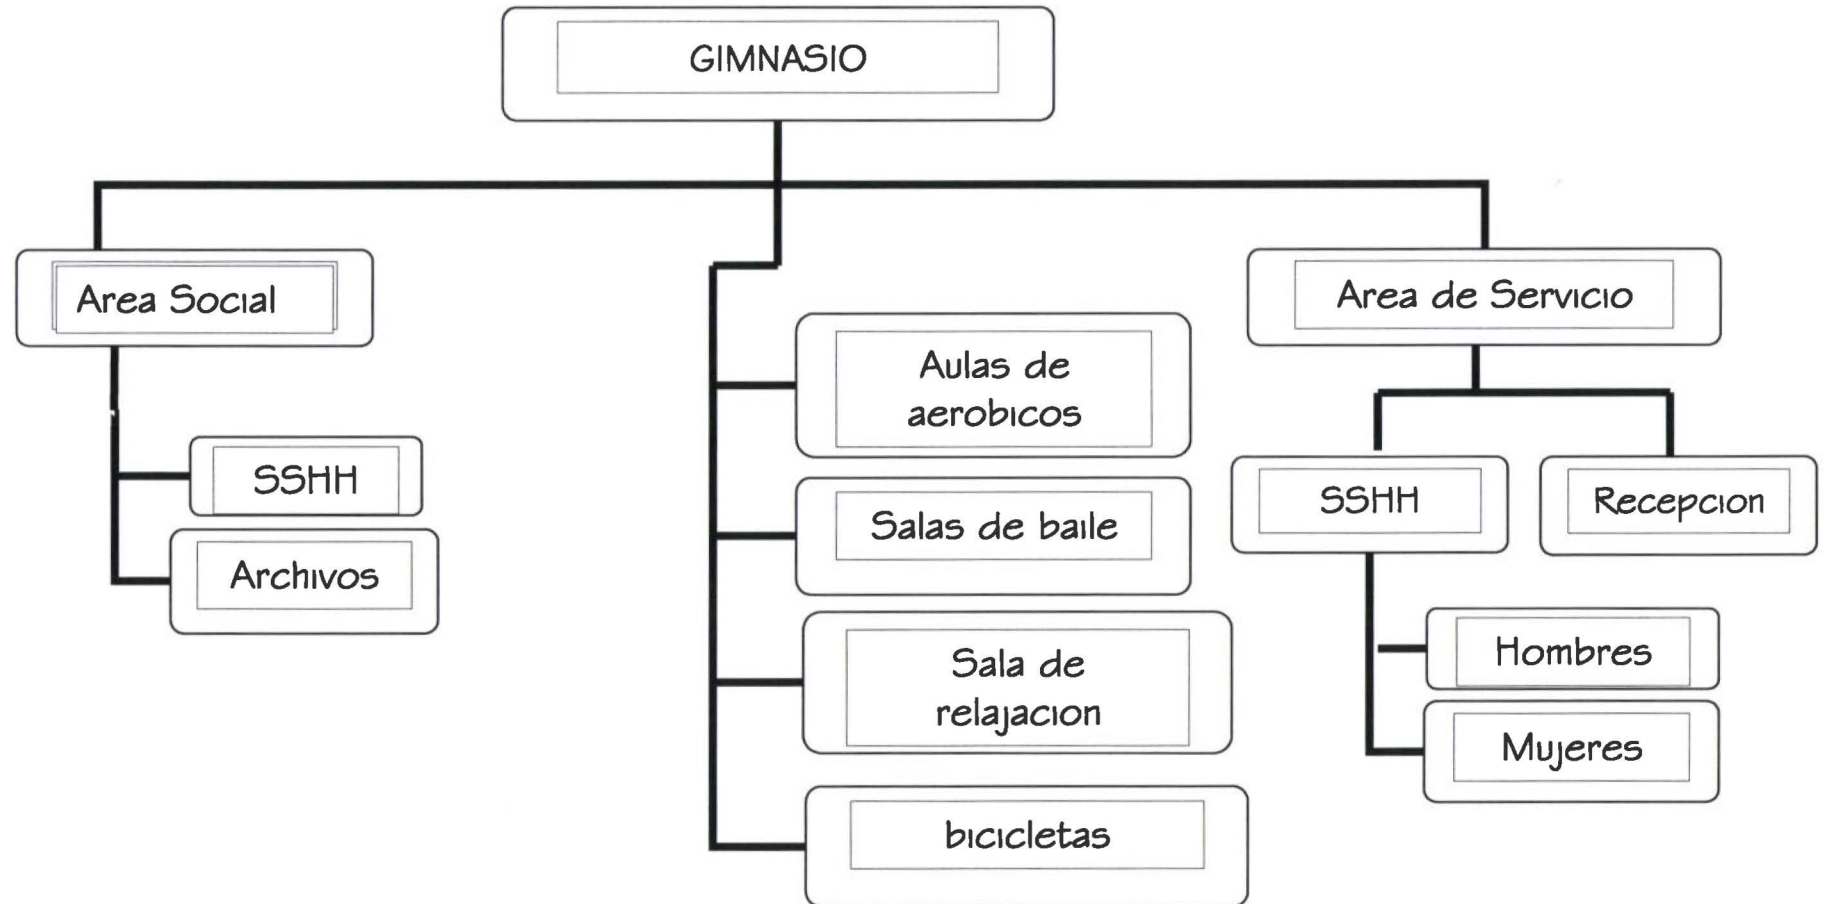 GIMNASIO
Area Social
SSHH
Archivos
Aulas de
aerobicos
Salas de baile
Sala de
relajacion
bicicletas
Area de Servicio
SSHH
Recepcion
Hombres
Mujeres